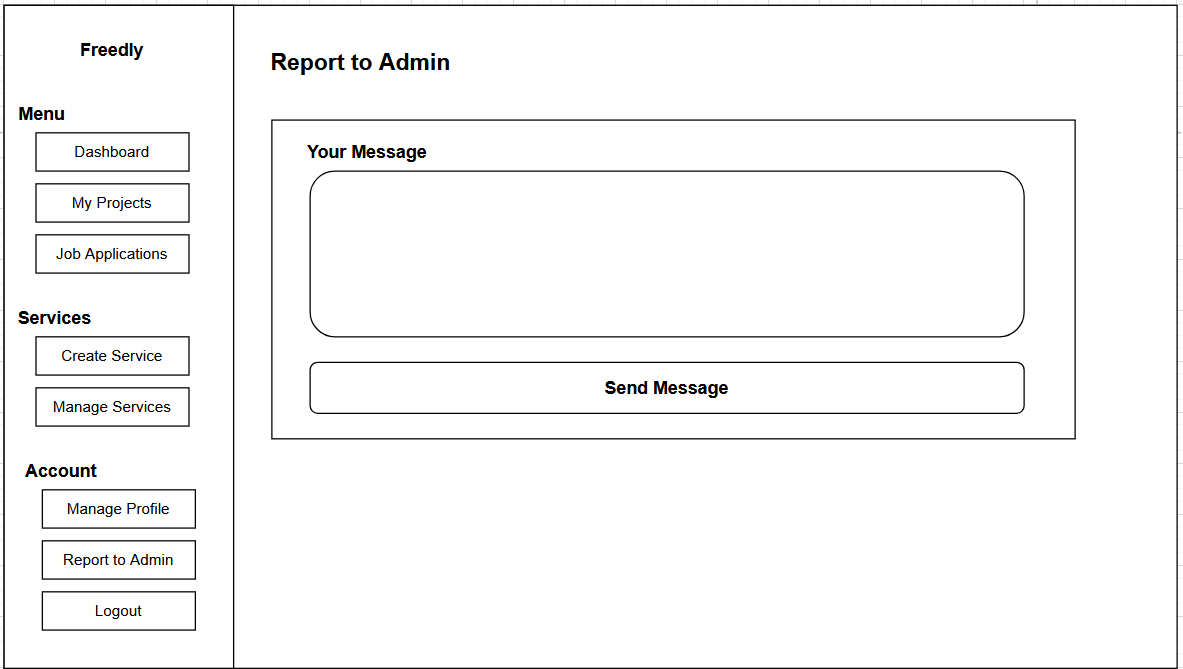 Freedly
Menu
Dashboard
My Projects
Job Applications
Services
Create Service
Manage Services
Account
Manage Profile
Report to Admin
Logout
Report to Admin
Your Message
Send Message